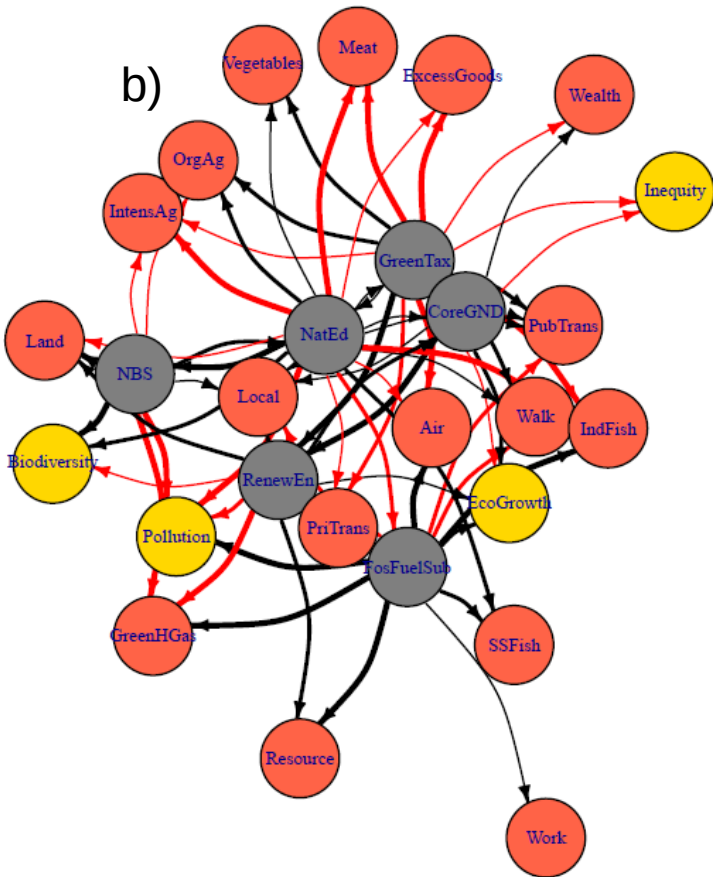 b)
Vegetables
Meat
ExcessGoods
Wealth
OrgAg
Inequity
IntensAg
GreenTax
CoreGND
PubTrans
NatEd
Land
NBS
Local
Air
Walk
IndFish
Biodiversity
RenewEn
EcoGrowth
Pollution
PriTrans
FosFuelSub
GreenHGas
SSFish
Resource
Work